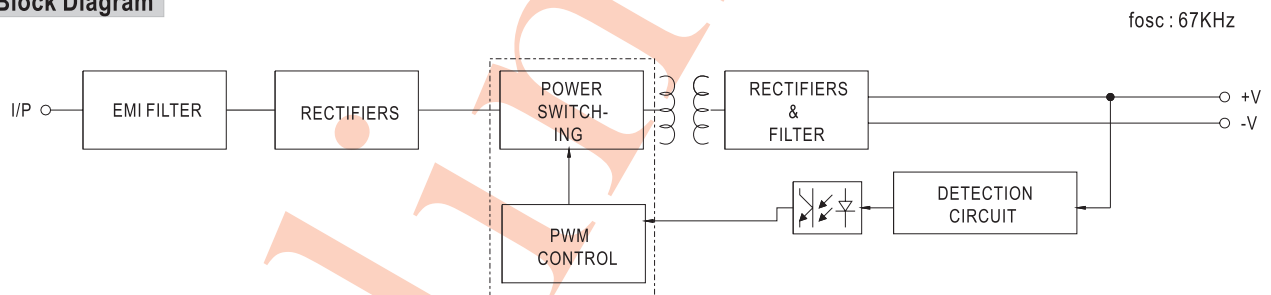 Block Diagram
fosc : 67KHz
I/P
EMI FILTER
RECTIFIERS
POWER
SWITCH-
ING
RECTIFIERS
&
FILTER
+V
-V
DETECTION
CIRCUIT
PWM
CONTROL